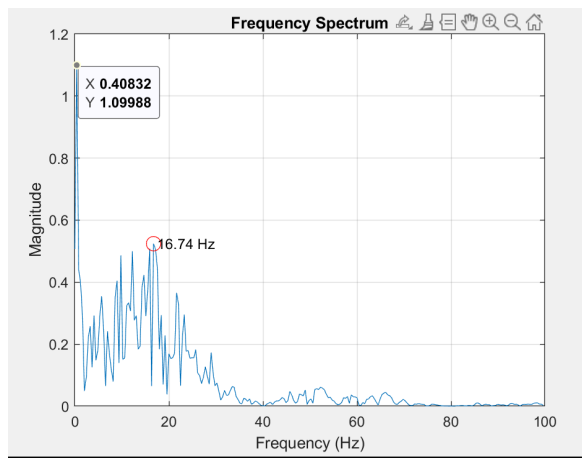 Frequency Spectrum
1.2
1
0.8
0.6
0.4
0.2
0
Magnitude
X 0.40832
Y 1.09988
16.74 Hz
0 20 40 60 80 100
Frequency (Hz)